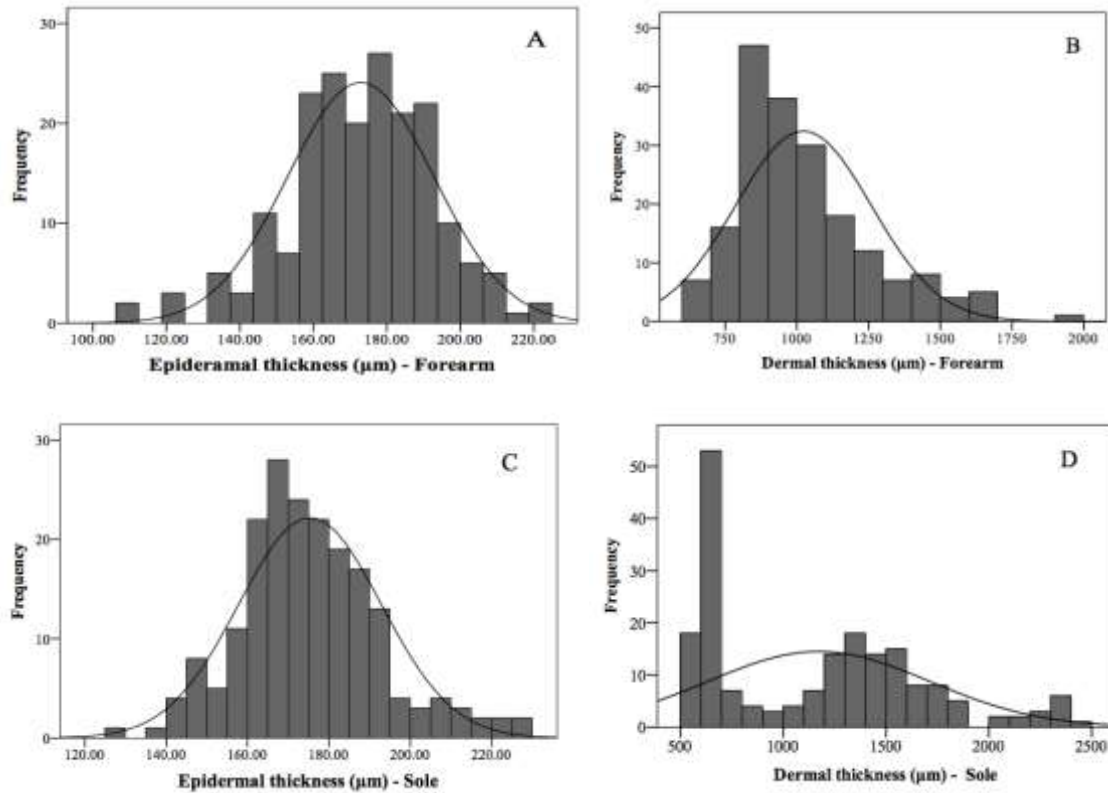 A
Frequency
30
20
10
0
100.00 120.00 140.00 160.00 180.00 200.00 220.00
Epideramal thickness (µm) - Forearm
B
Frequency
50
40
30
20
10
0
750 1000 1250 1500 1750 2000
Dermal thickness (µm) - Forearm
C
Frequency
30
20
10
0
120.00 140.00 160.00 180.00 200.00 220.00
Epidermal thickness (µm) - Sole
D
Frequency
50
40
30
20
10
0
500 1000 1500 2000 2500
Dermal thickness (µm) - Sole